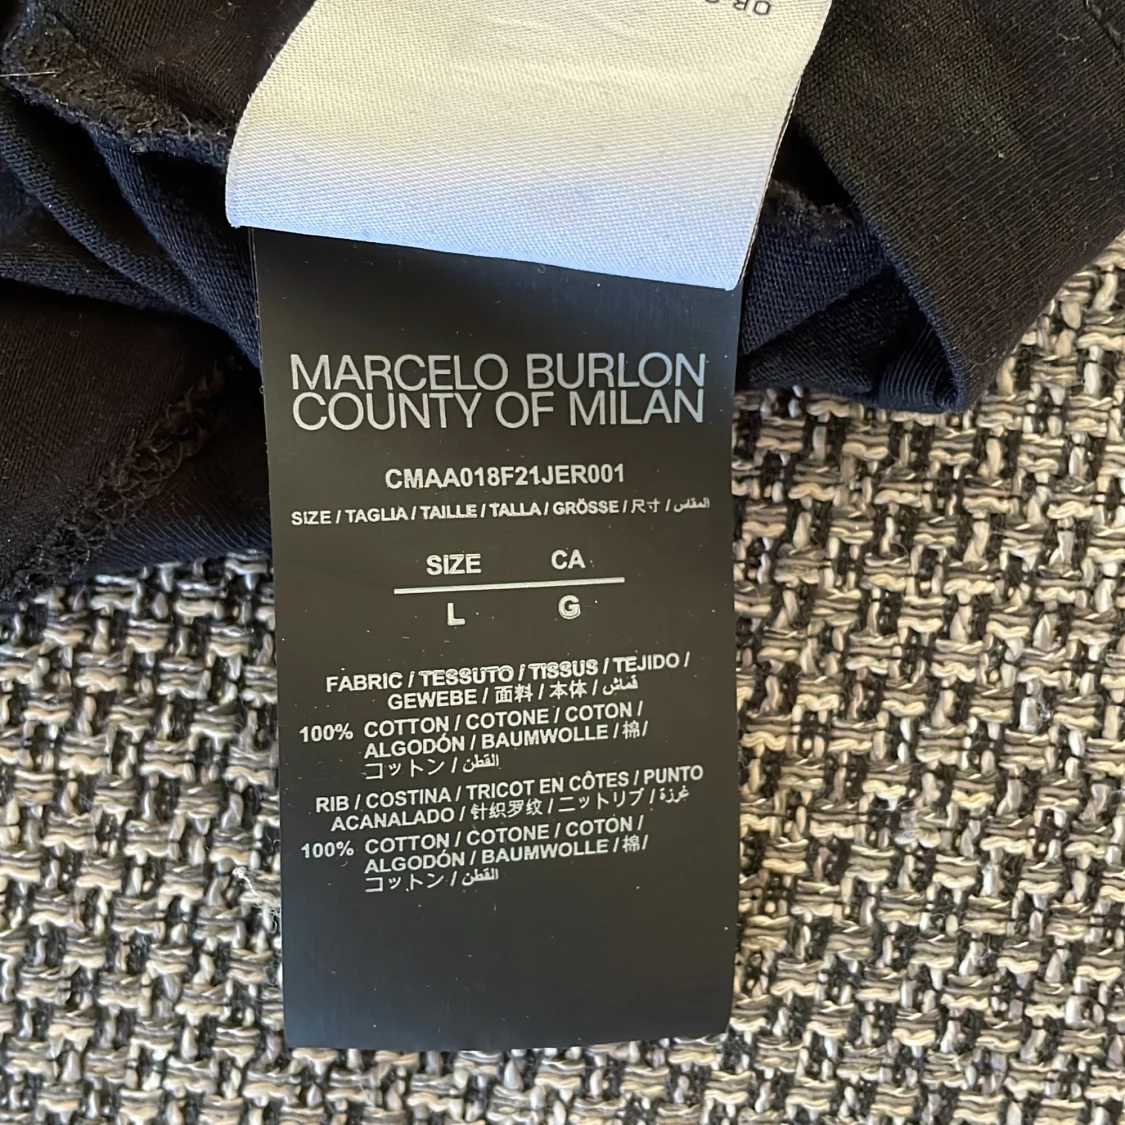 MARCELO BURLON
COUNTY OF MILAN
CMAA018F21JER001
SIZE / TAGLIA / TAILLE / TALLA / GRÖSSE / 尺寸 / المقاس
SIZE CA
L G
FABRIC / TESSUTO / TISSUS / TEJIDO /
GEWEBE / 面料 / 本体 / قماش
100% COTTON / COTONE / COTON /
ALGODÓN / BAUMWOLLE / 棉/
コットン / القطن
RIB / COSTINA / TRICOT EN CÔTES / PUNTO
ACANALADO / 针织罗纹 / ニットリブ / غرزة
100% COTTON / COTONE / COTON /
ALGODÓN / BAUMWOLLE / 棉/
コットン / القطن